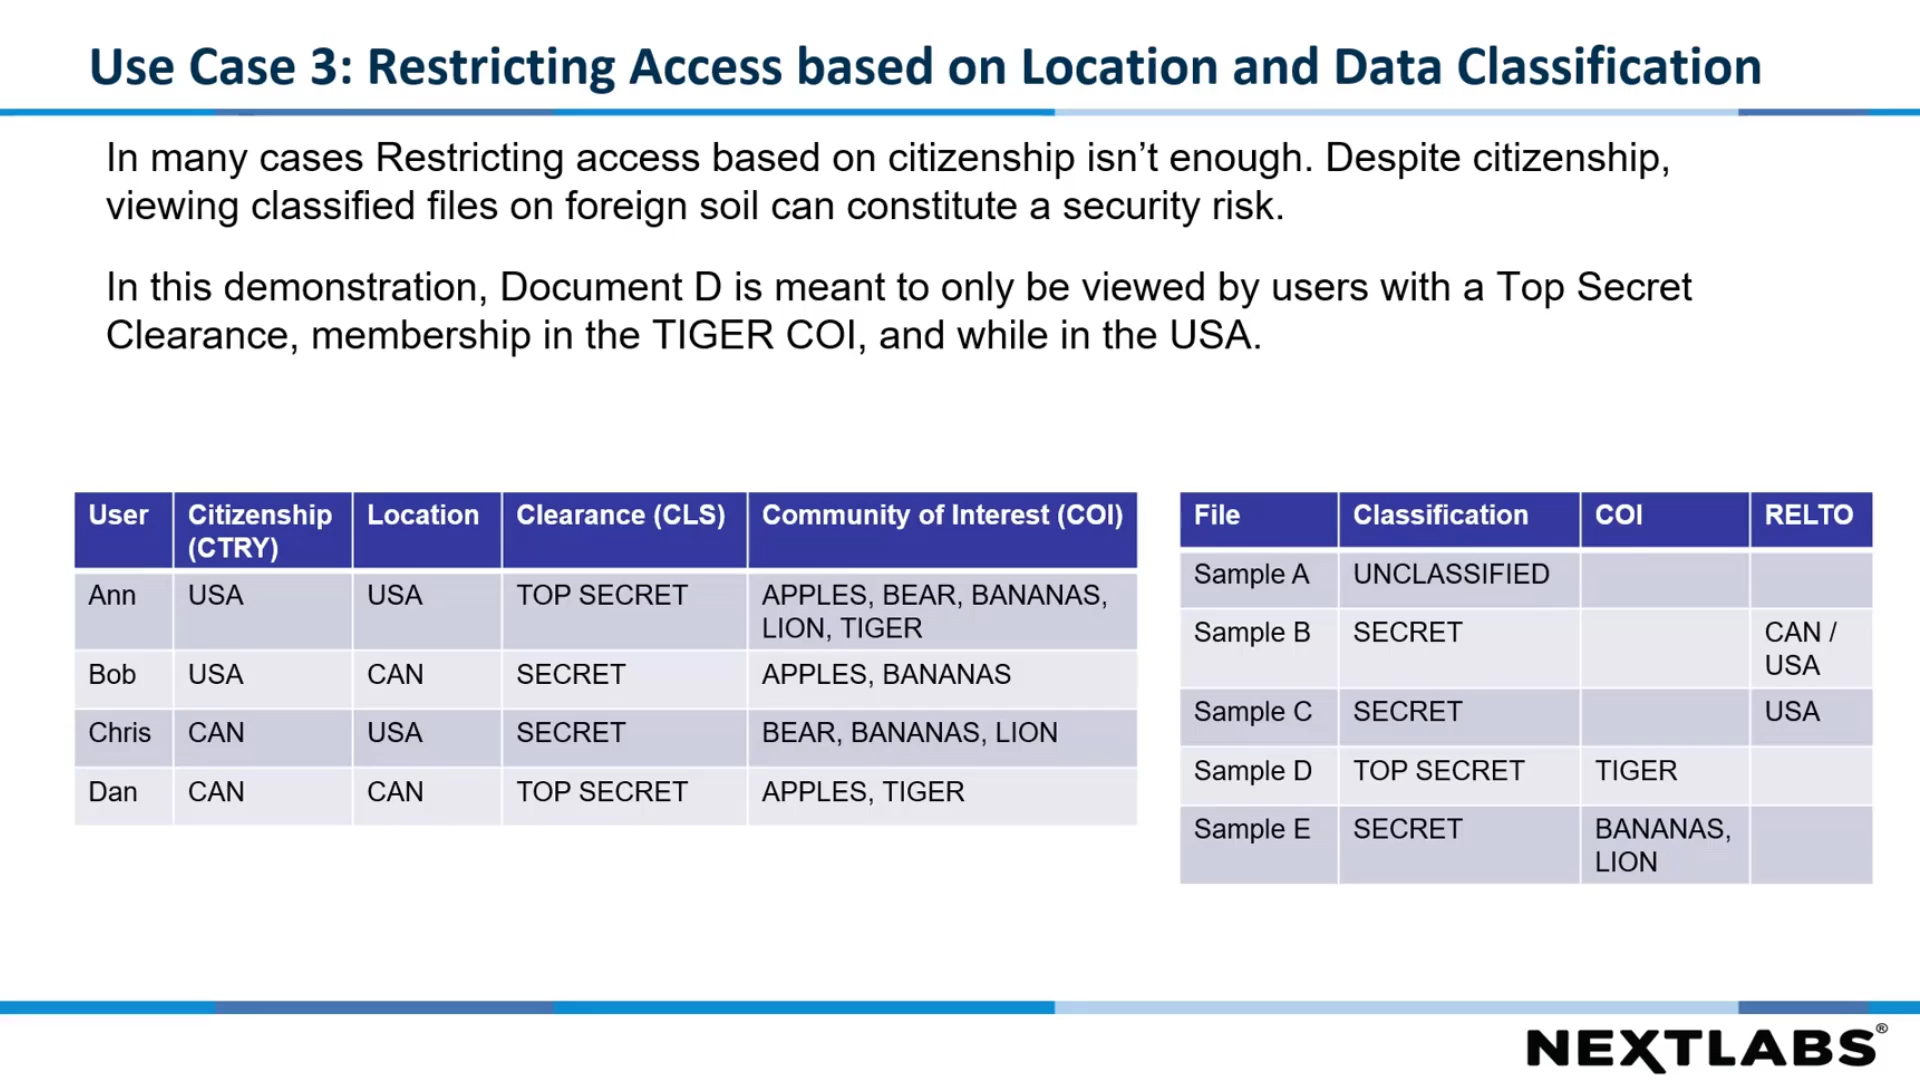 Use Case 3: Restricting Access based on Location and Data Classification
In many cases Restricting access based on citizenship isn’t enough. Despite citizenship,
viewing classified files on foreign soil can constitute a security risk.
In this demonstration, Document D is meant to only be viewed by users with a Top Secret
Clearance, membership in the TIGER COI, and while in the USA.
User Citizenship Location Clearance (CLS) Community of Interest (COI)
(CTRY)
Ann USA USA TOP SECRET APPLES, BEAR, BANANAS,
LION, TIGER
Bob USA CAN SECRET APPLES, BANANAS
Chris CAN USA SECRET BEAR, BANANAS, LION
Dan CAN CAN TOP SECRET APPLES, TIGER
File Classification COI RELTO
Sample A UNCLASSIFIED
Sample B SECRET CAN /
USA
Sample C SECRET USA
Sample D TOP SECRET TIGER
Sample E SECRET BANANAS,
LION
NEXTLABS®